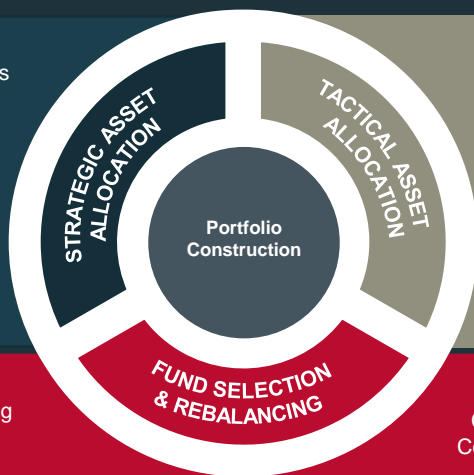 STRATEGIC ASSET
ALLOCATION
TACTICAL ASSET
ALLOCATION
Portfolio
Construction
FUND SELECTION
& REBALANCING